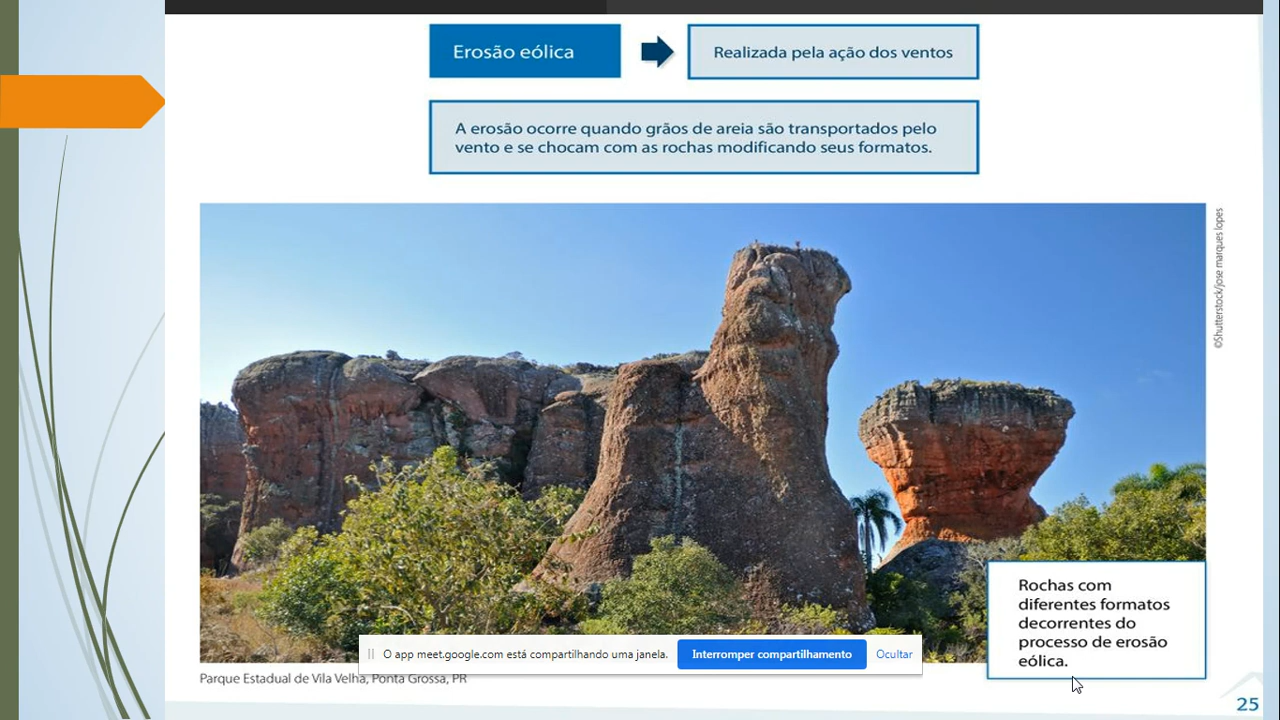 Erosão eólica
Realizada pela ação dos ventos
A erosão ocorre quando grãos de areia são transportados pelo
vento e se chocam com as rochas modificando seus formatos.
©Shutterstock/jose marques lopes
Rochas com
diferentes formatos
decorrentes do
processo de erosão
eólica.
O app meet.google.com está compartilhando uma janela.
Interromper compartilhamento
Ocultar
Parque Estadual de Vila Velha, Ponta Grossa, PR
25